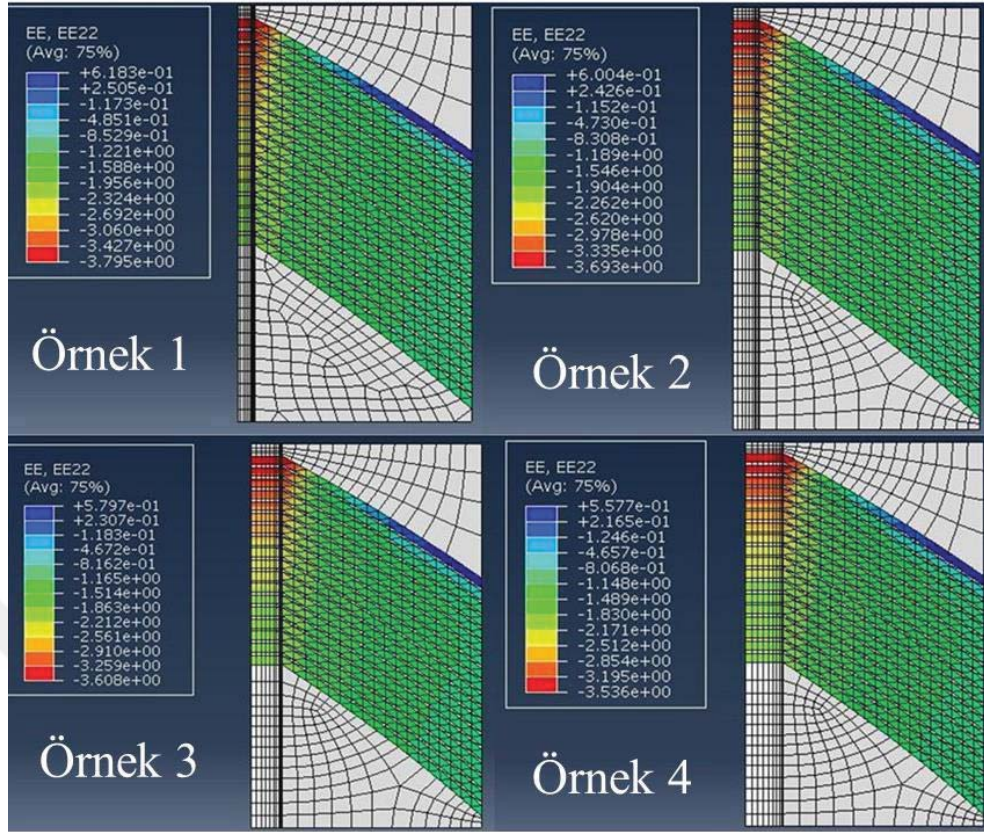 EE, EE22
(Avg: 75%)
+6.183e-01
+2.505e-01
-1.173e-01
-4.851e-01
-8.529e-01
-1.221e+00
-1.588e+00
-1.956e+00
-2.324e+00
-2.692e+00
-3.060e+00
-3.427e+00
-3.795e+00
Örnek 1
EE, EE22
(Avg: 75%)
+6.004e-01
+2.426e-01
-1.152e-01
-4.730e-01
-8.308e-01
-1.189e+00
-1.546e+00
-1.904e+00
-2.262e+00
-2.620e+00
-2.978e+00
-3.335e+00
-3.693e+00
Örnek 2
EE, EE22
(Avg: 75%)
+5.797e-01
+2.307e-01
-1.183e-01
-4.672e-01
-8.162e-01
-1.165e+00
-1.514e+00
-1.863e+00
-2.212e+00
-2.561e+00
-2.910e+00
-3.259e+00
-3.608e+00
Örnek 3
EE, EE22
(Avg: 75%)
+5.577e-01
+2.165e-01
-1.246e-01
-4.657e-01
-8.068e-01
-1.148e+00
-1.489e+00
-1.830e+00
-2.171e+00
-2.512e+00
-2.854e+00
-3.195e+00
-3.536e+00
Örnek 4